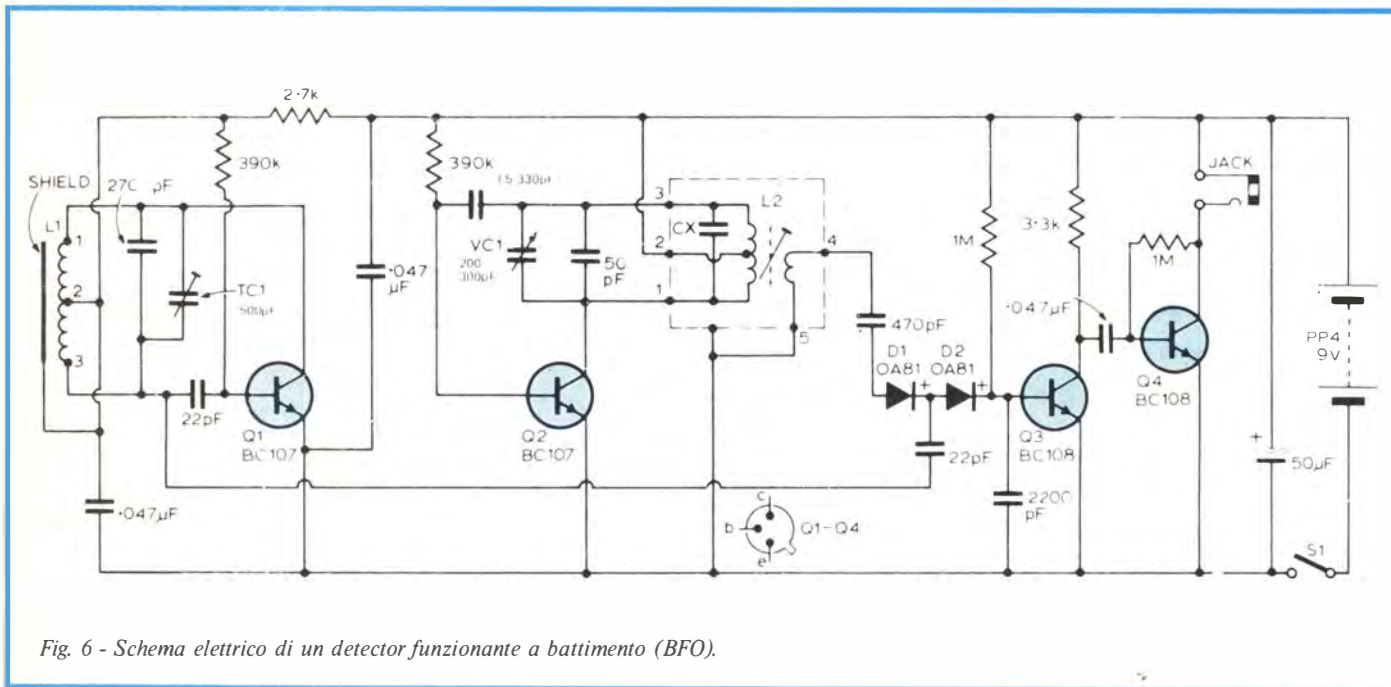 2·7k
390k
SHIELD
270 pF
L1
1
2
3
TC1
500pF
22pF
Q1
BC107
·047µF
·047
µF
390k
VC1
200
300pF
50
pF
3
2
1
CX
L2
4
5
Q2
BC107
470pF
D1
OA81
D2
OA81
+
+
22pF
1M
3·3k
·047µF
1M
JACK
Q3
BC108
Q4
BC108
2200
pF
c
b
e
Q1-Q4
+
50µF
PP4
9V
S1
Fig. 6 - Schema elettrico di un detector funzionante a battimento (BFO).